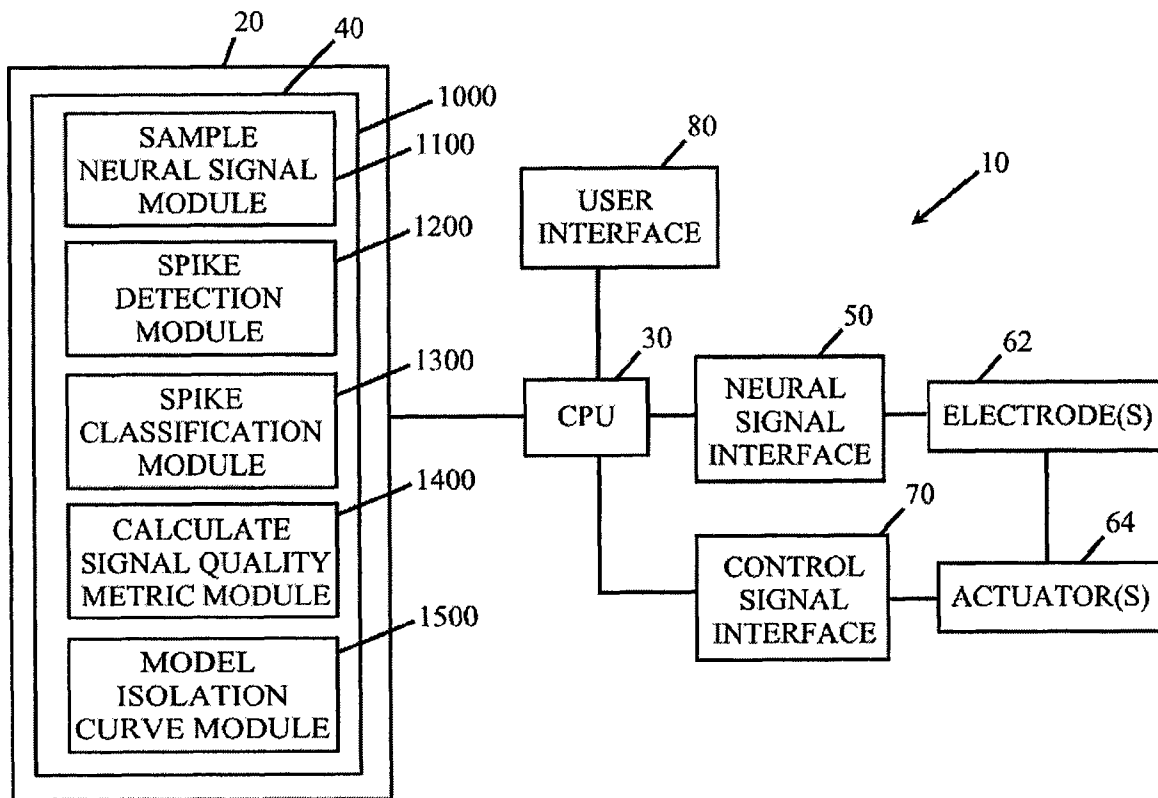 20
40
1000
SAMPLE
NEURAL SIGNAL
MODULE
1100
1200
SPIKE
DETECTION
MODULE
1300
SPIKE
CLASSIFICATION
MODULE
1400
CALCULATE
SIGNAL QUALITY
METRIC MODULE
1500
MODEL
ISOLATION
CURVE MODULE
80
USER
INTERFACE
10
30
CPU
50
NEURAL
SIGNAL
INTERFACE
62
ELECTRODE(S)
70
CONTROL
SIGNAL
INTERFACE
64
ACTUATOR(S)